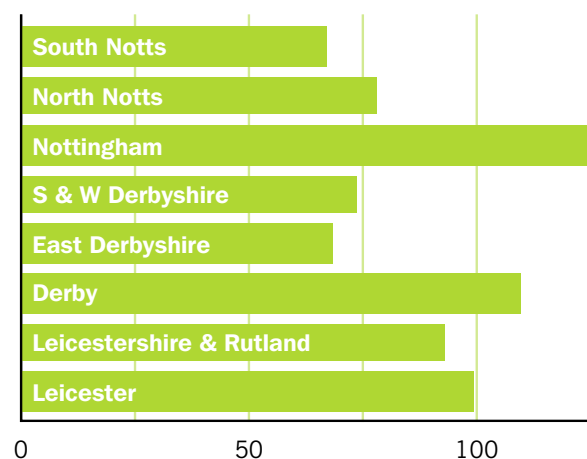 South Notts
North Notts
Nottingham
S & W Derbyshire
East Derbyshire
Derby
Leicestershire & Rutland
Leicester
0 50 100